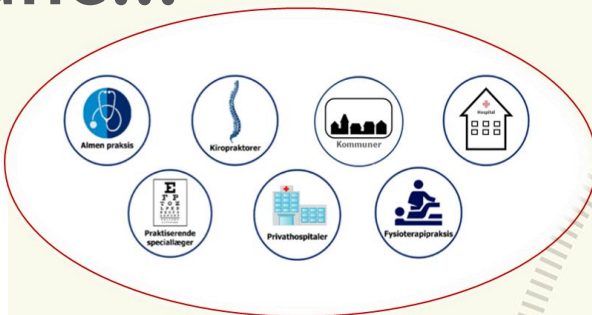 Almen praksis
Kiropraktorer
Kommuner
Hospital
E
F P
T O Z
Praktiserende
speciallæger
Privathospitaler
Fysioterapipraksis